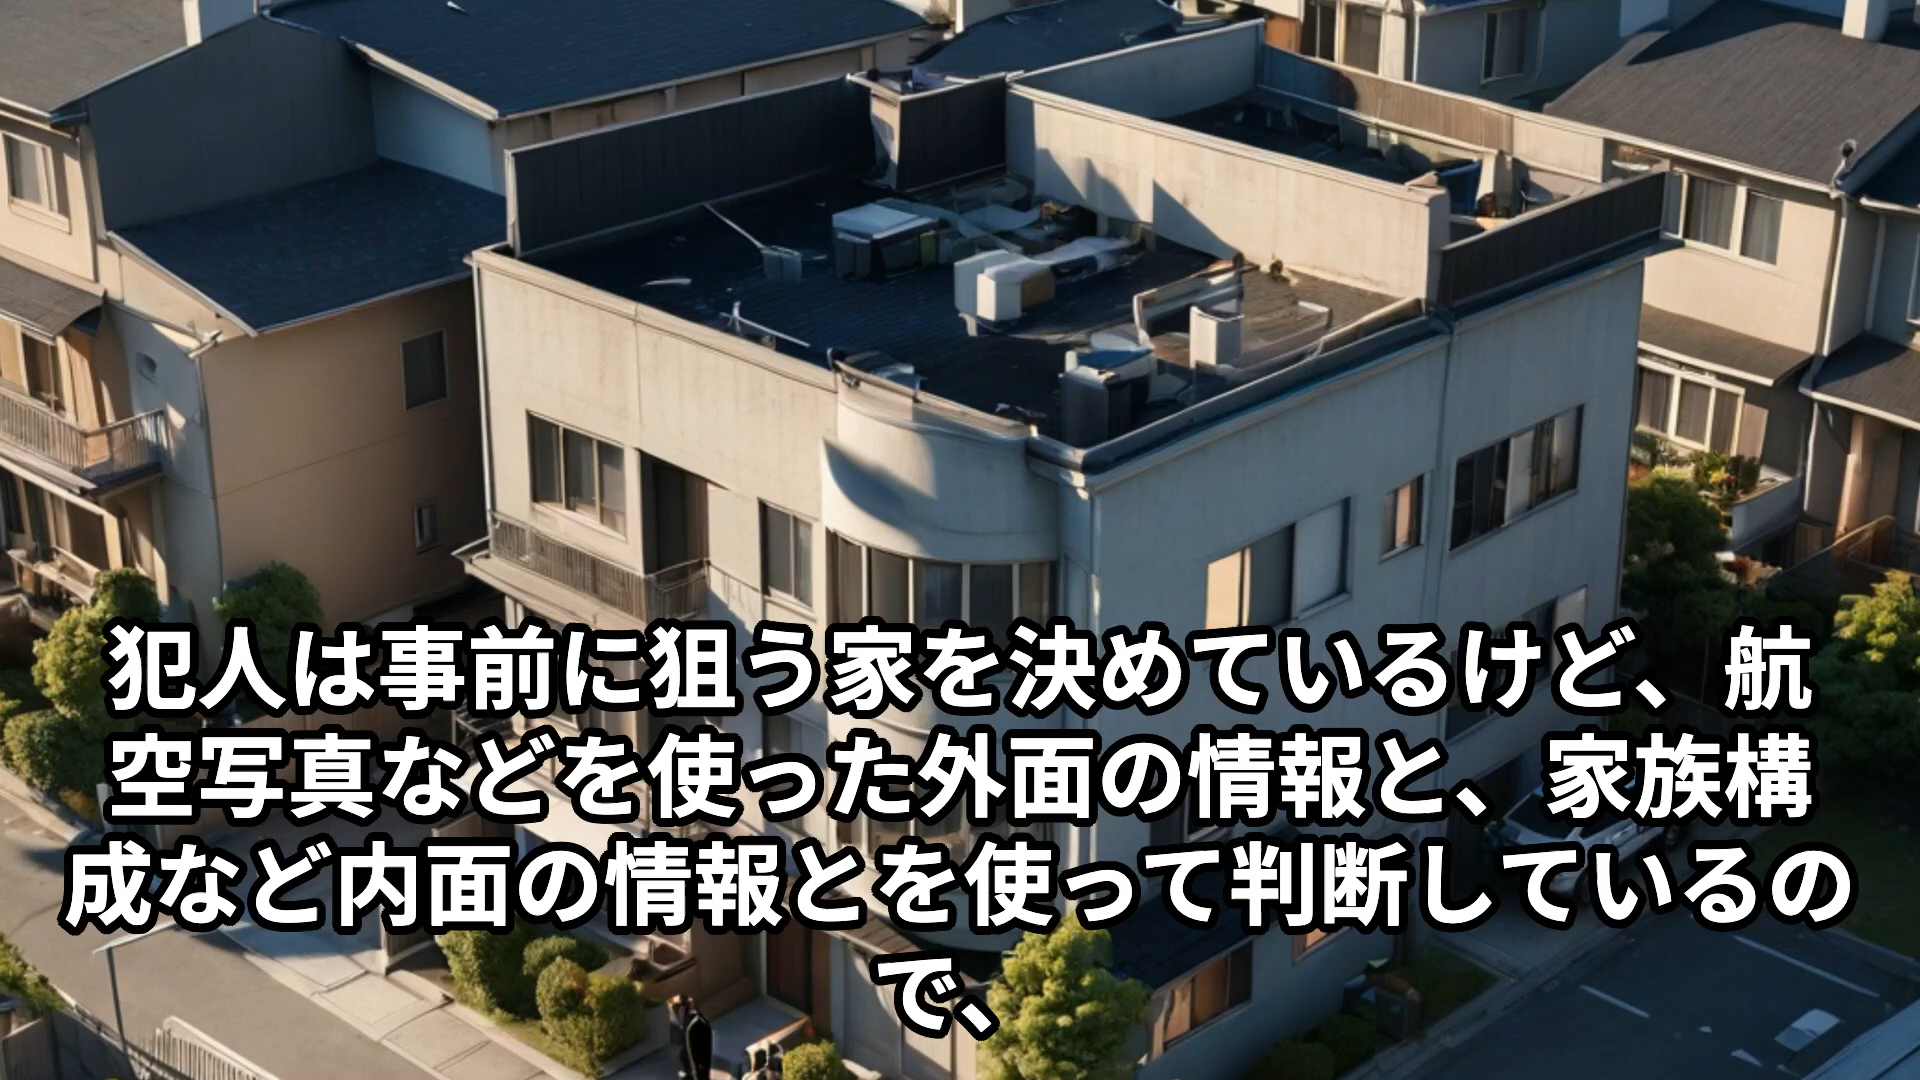 犯人は事前に狙う家を決めているけど、航
空写真などを使った外面の情報と、家族構
成など内面の情報とを使って判断しているの
で、